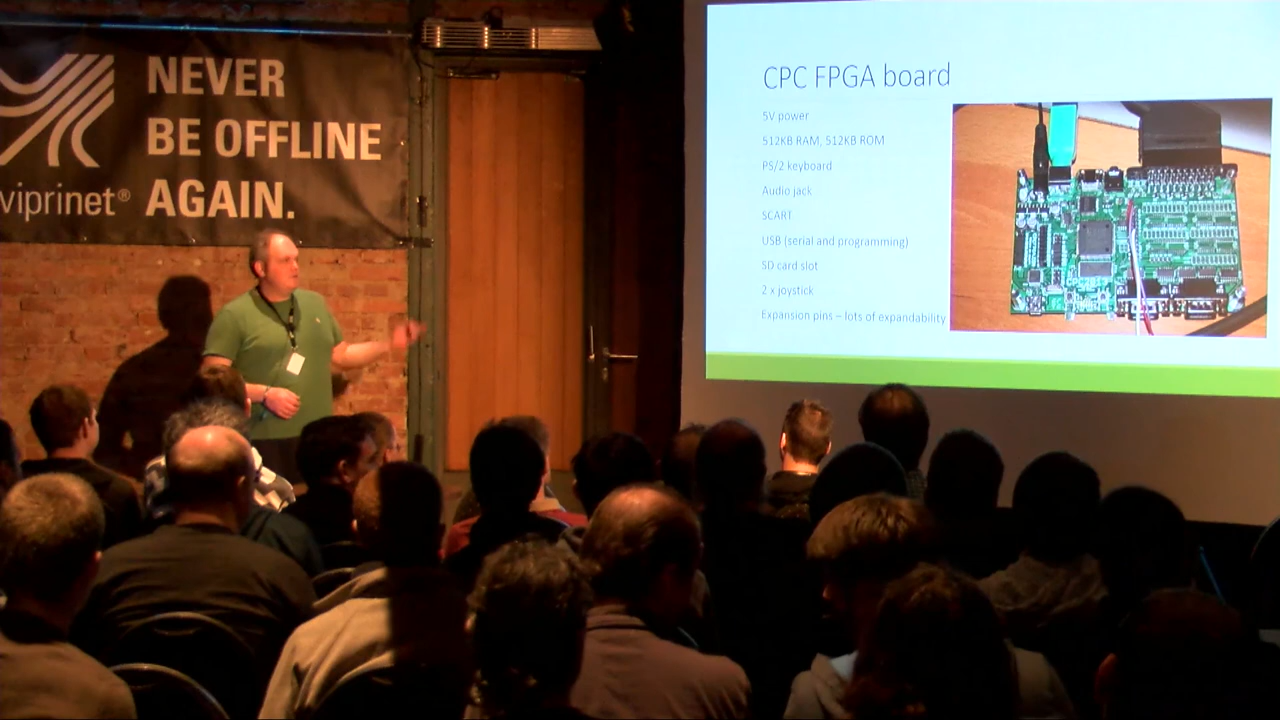 NEVER
BE OFFLINE
AGAIN.
viprinet®
CPC FPGA board
5V power
512KB RAM, 512KB ROM
PS/2 keyboard
Audio jack
SCART
USB (serial and programming)
SD card slot
2 x joystick
Expansion pins – lots of expandability